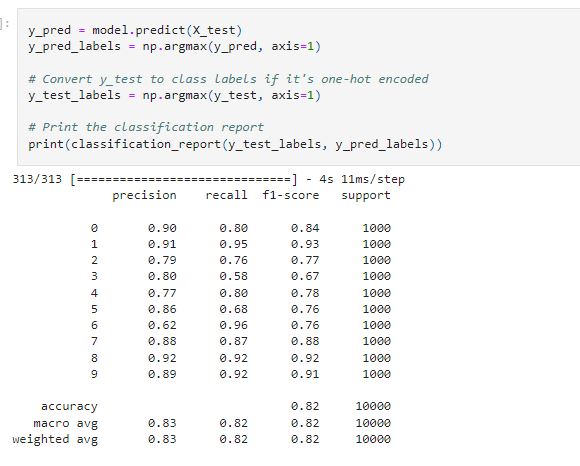 ]:
y_pred = model.predict(X_test)
y_pred_labels = np.argmax(y_pred, axis=1)
# Convert y_test to class labels if it's one-hot encoded
y_test_labels = np.argmax(y_test, axis=1)
# Print the classification report
print(classification_report(y_test_labels, y_pred_labels))
313/313 [==============================] - 4s 11ms/step
precision recall f1-score support
0 0.90 0.80 0.84 1000
1 0.91 0.95 0.93 1000
2 0.79 0.76 0.77 1000
3 0.80 0.58 0.67 1000
4 0.77 0.80 0.78 1000
5 0.86 0.68 0.76 1000
6 0.62 0.96 0.76 1000
7 0.88 0.87 0.88 1000
8 0.92 0.92 0.92 1000
9 0.89 0.92 0.91 1000
accuracy 0.82 10000
macro avg 0.83 0.82 0.82 10000
weighted avg 0.83 0.82 0.82 10000